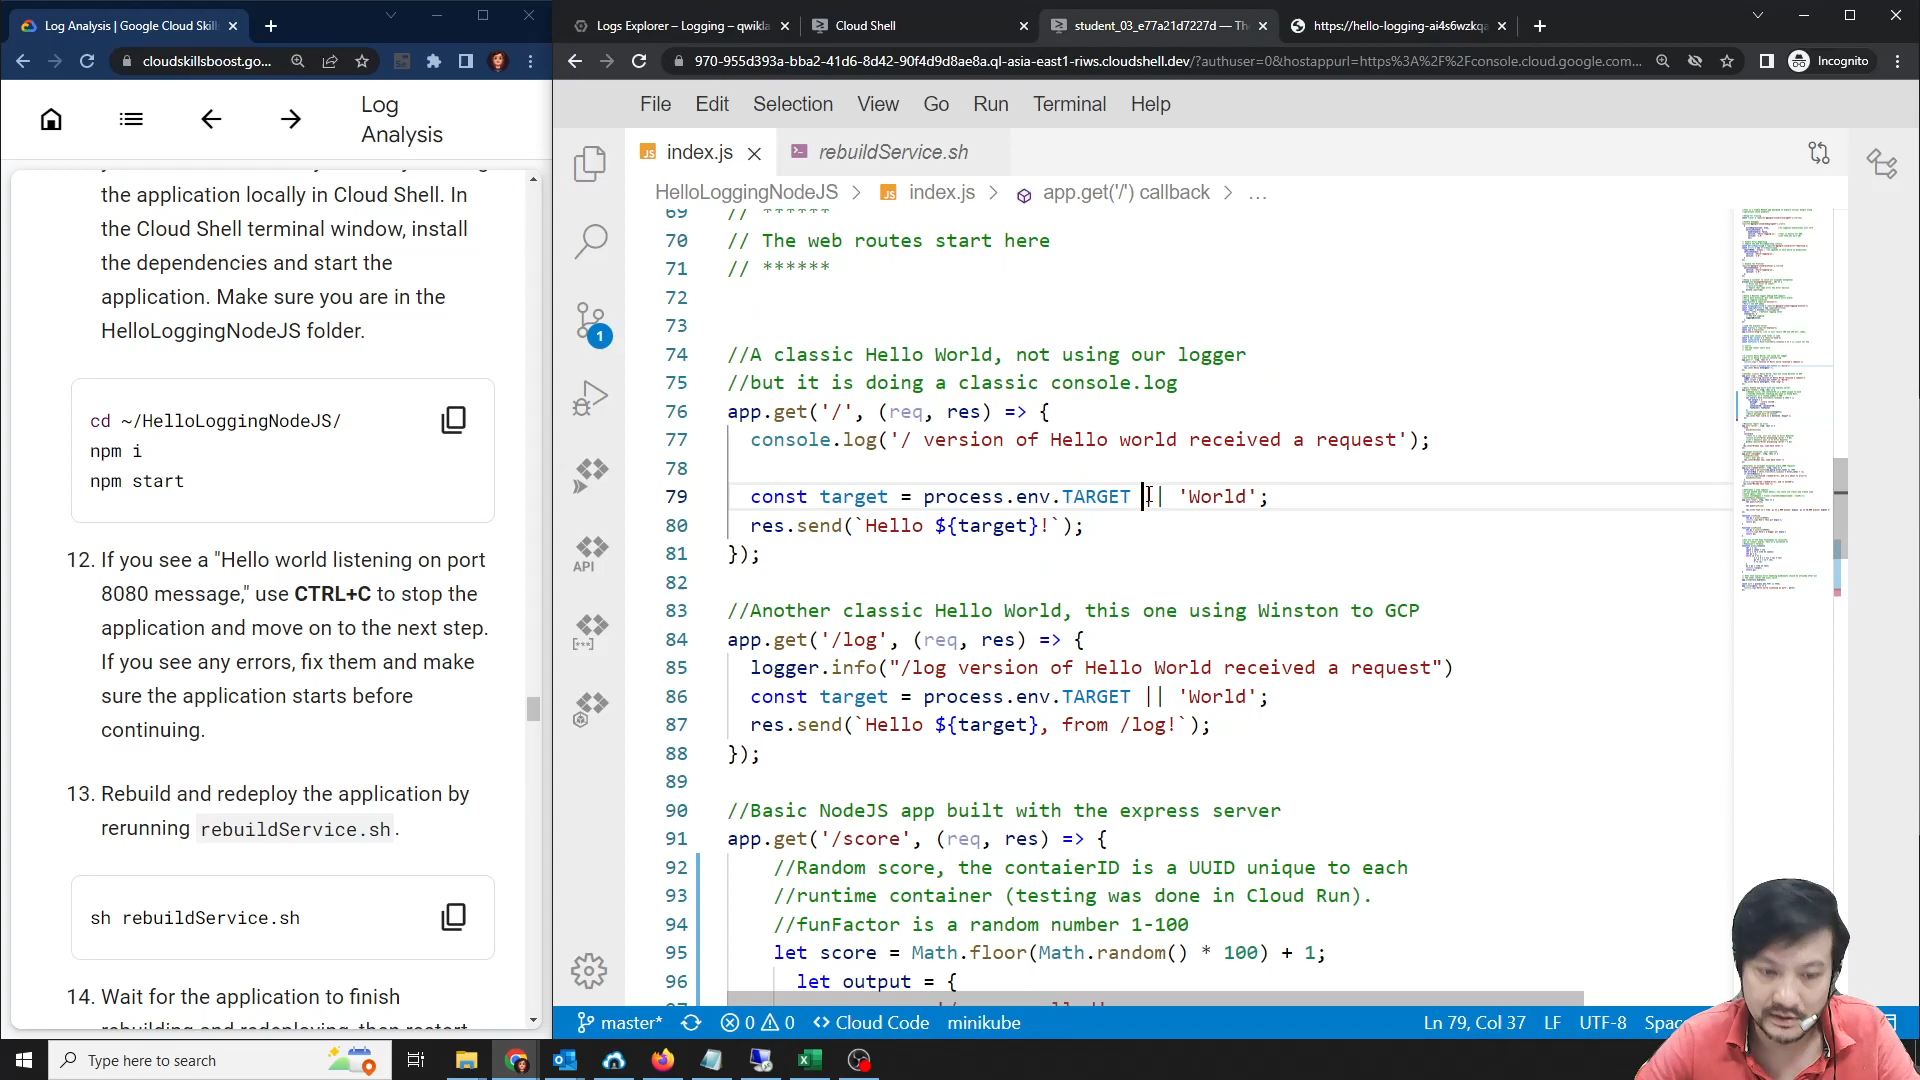 Log Analysis | Google Cloud Skill
cloudskillsboost.go...
Log
Analysis
the application locally in Cloud Shell. In
the Cloud Shell terminal window, install
the dependencies and start the
application. Make sure you are in the
HelloLoggingNodeJS folder.
cd ~/HelloLoggingNodeJS/
npm i
npm start
12. If you see a "Hello world listening on port
8080 message," use CTRL+C to stop the
application and move on to the next step.
If you see any errors, fix them and make
sure the application starts before
continuing.
13. Rebuild and redeploy the application by
rerunning rebuildService.sh.
sh rebuildService.sh
14. Wait for the application to finish
rebuilding and redeploying, then restart
Logs Explorer – Logging – qwikla
Cloud Shell
student_03_e77a21d7227d — Th
https://hello-logging-ai4s6wzkqa
970-955d393a-bba2-41d6-8d42-90f4d9d8ae8a.ql-asia-east1-riws.cloudshell.dev/?authuser=0&hostappurl=https%3A%2F%2Fconsole.cloud.google.com...
Incognito
File Edit Selection View Go Run Terminal Help
JS index.js
rebuildService.sh
HelloLoggingNodeJS > JS index.js > app.get('/') callback > ...
69 // ******
70 // The web routes start here
71 // ******
72
73
74 //A classic Hello World, not using our logger
75 //but it is doing a classic console.log
76 app.get('/', (req, res) => {
77 console.log('/ version of Hello world received a request');
78
79 const target = process.env.TARGET || 'World';
80 res.send(`Hello ${target}!`);
81 });
82
83 //Another classic Hello World, this one using Winston to GCP
84 app.get('/log', (req, res) => {
85 logger.info("/log version of Hello World received a request")
86 const target = process.env.TARGET || 'World';
87 res.send(`Hello ${target}, from /log!`);
88 });
89
90 //Basic NodeJS app built with the express server
91 app.get('/score', (req, res) => {
92 //Random score, the contaierID is a UUID unique to each
93 //runtime container (testing was done in Cloud Run).
94 //funFactor is a random number 1-100
95 let score = Math.floor(Math.random() * 100) + 1;
96 let output = {
1
API
master* 0 0 Cloud Code minikube
Ln 79, Col 37 LF UTF-8 Spac
Type here to search